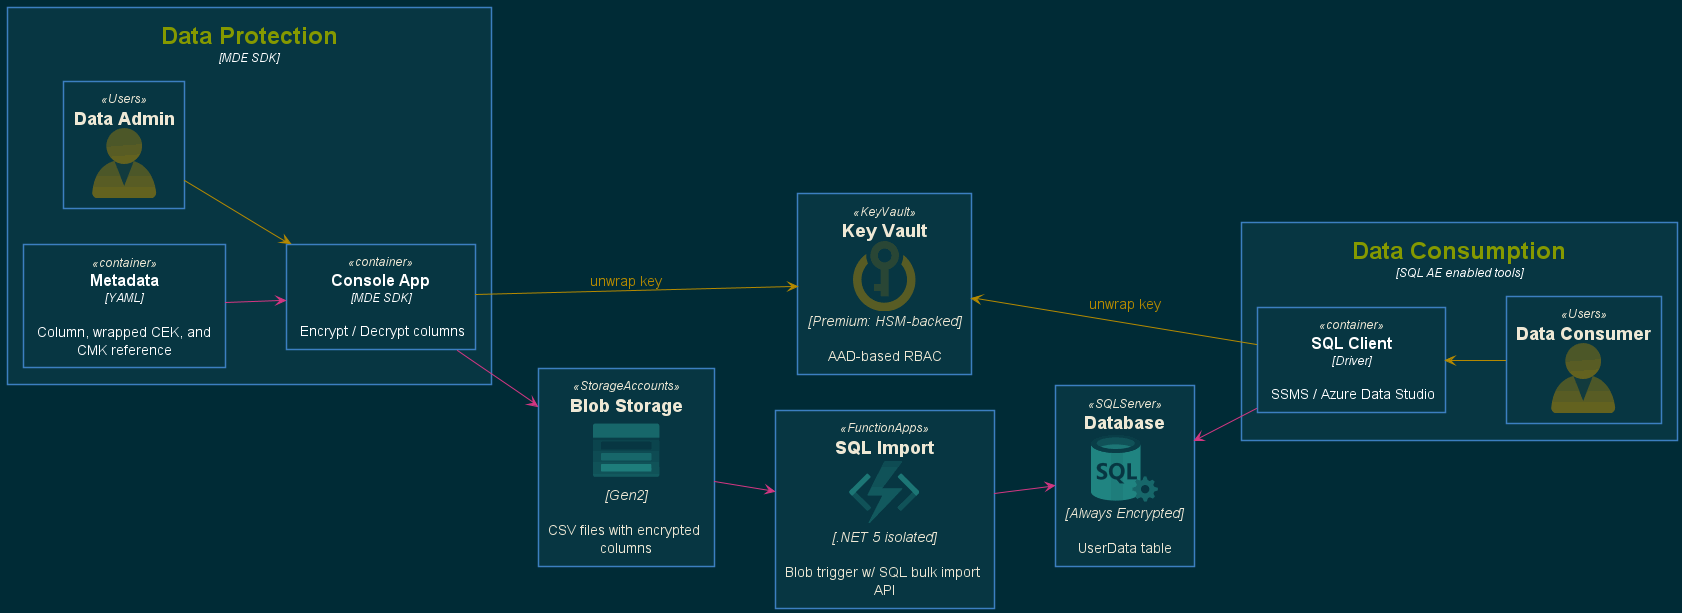 Data Protection
[MDE SDK]
«Users»
Data Admin
«container»
Metadata
[YAML]
Column, wrapped CEK, and
CMK reference
«container»
Console App
[MDE SDK]
Encrypt / Decrypt columns
unwrap key
«KeyVault»
Key Vault
[Premium: HSM-backed]
AAD-based RBAC
unwrap key
Data Consumption
[SQL AE enabled tools]
«container»
SQL Client
[Driver]
SSMS / Azure Data Studio
«Users»
Data Consumer
«StorageAccounts»
Blob Storage
[Gen2]
CSV files with encrypted
columns
«FunctionApps»
SQL Import
[.NET 5 isolated]
Blob trigger w/ SQL bulk import
API
«SQLServer»
Database
SQL
[Always Encrypted]
UserData table